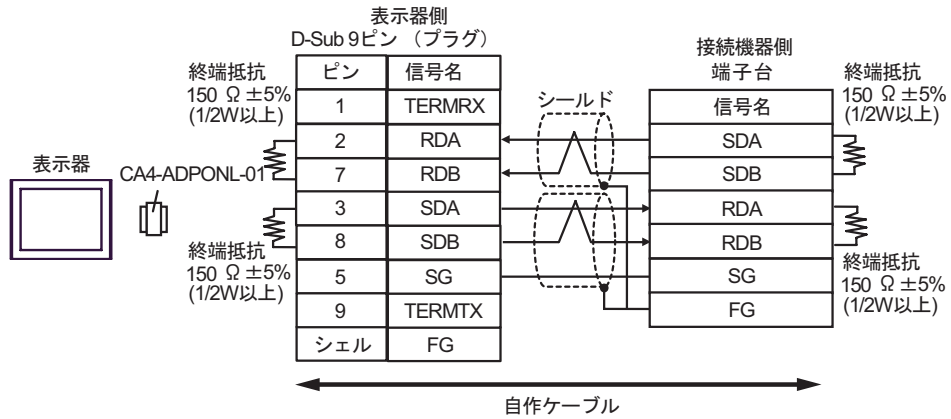 表示器側
D-Sub 9ピン (プラグ)
接続機器側
端子台
終端抵抗
150 Ω ±5%
(1/2W以上)
ピン 信号名
1 TERMRX
2 RDA
7 RDB
3 SDA
8 SDB
5 SG
9 TERMTX
シェル FG
シールド
信号名
SDA
SDB
RDA
RDB
SG
FG
終端抵抗
150 Ω ±5%
(1/2W以上)
表示器
CA4-ADPONL-01
終端抵抗
150 Ω ±5%
(1/2W以上)
終端抵抗
150 Ω ±5%
(1/2W以上)
自作ケーブル